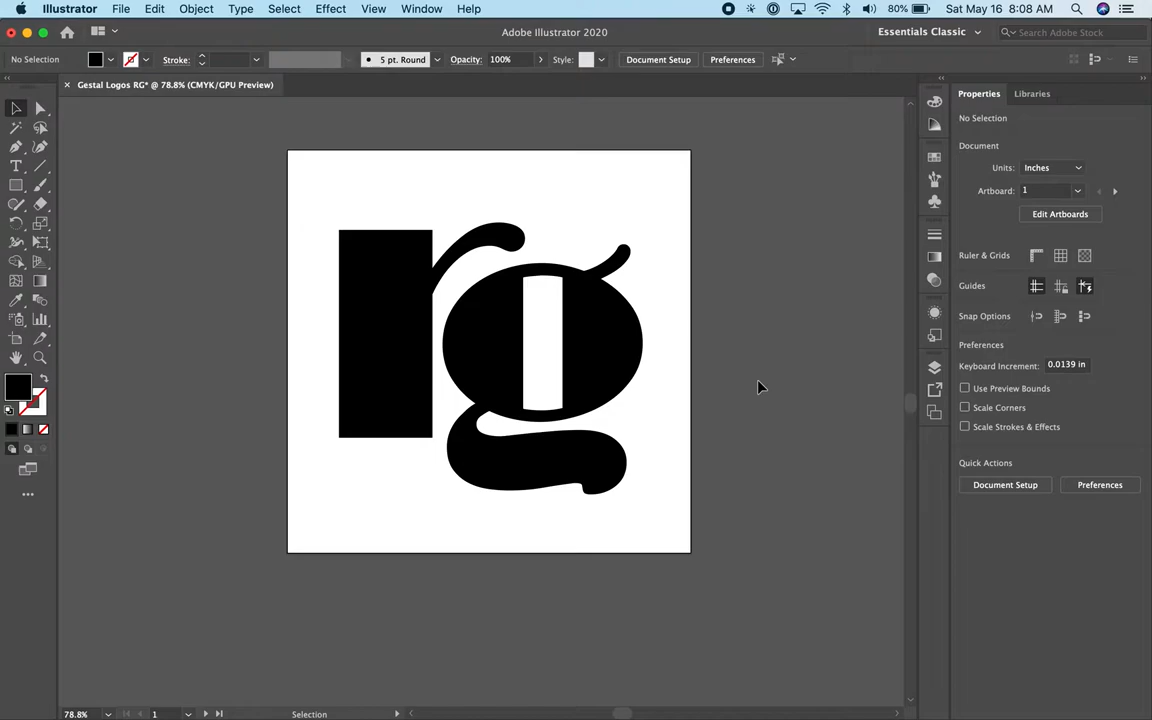 Illustrator File Edit Object Type Select Effect View Window Help 80% Sat May 16 8:08 AM
Adobe Illustrator 2020 Essentials Classic Search Adobe Stock
No Selection Stroke: 5 pt. Round Opacity: 100% Style: Document Setup Preferences
× Gestal Logos RG* @ 78.8% (CMYK/GPU Preview)
Properties Libraries
No Selection
Document
Units: Inches
Artboard: 1
Edit Artboards
Ruler & Grids
Guides
Snap Options
Preferences
Keyboard Increment: 0.0139 in
Use Preview Bounds
Scale Corners
Scale Strokes & Effects
Quick Actions
Document Setup Preferences
rg
78.8% 1 Selection